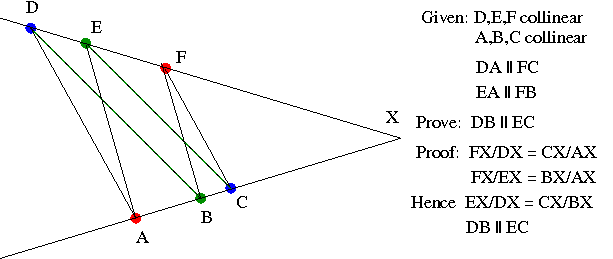 D
E
F
X
A
B
C
Given: D,E,F collinear
A,B,C collinear
DA || FC
EA || FB
Prove: DB || EC
Proof: FX/DX = CX/AX
FX/EX = BX/AX
Hence EX/DX = CX/BX
DB || EC